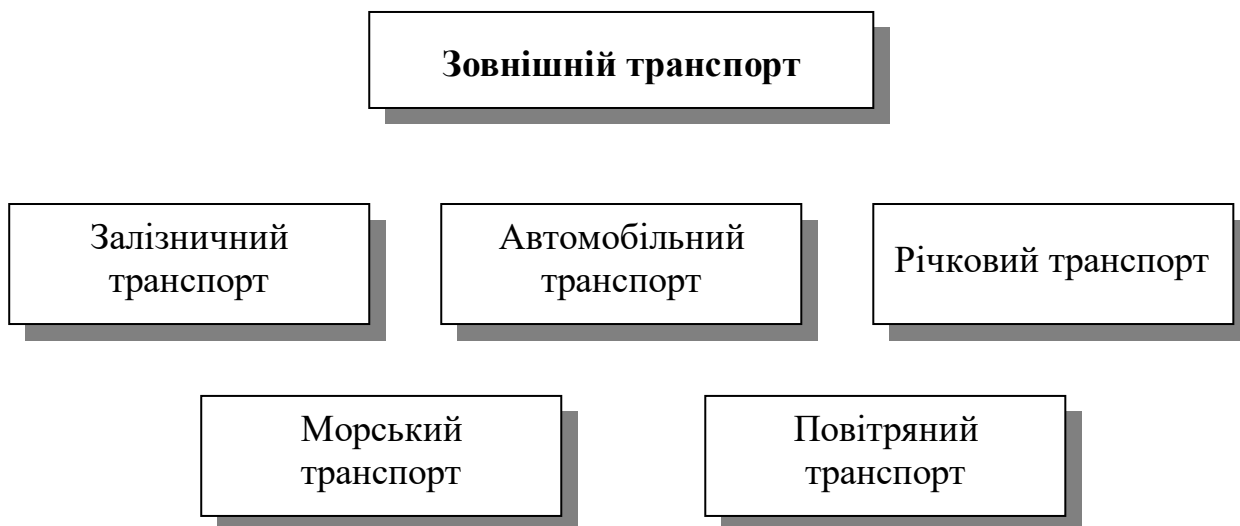 Зовнішній транспорт
Залізничний
транспорт
Автомобільний
транспорт
Річковий транспорт
Морський
транспорт
Повітряний
транспорт